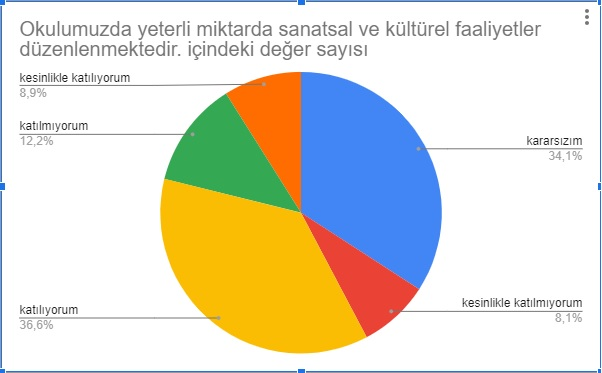 Okulumuzda yeterli miktarda sanatsal ve kültürel faaliyetler
düzenlenmektedir. içindeki değer sayısı
kesinlikle katılıyorum
8,9%
katılmıyorum
12,2%
kararsızım
34,1%
katılıyorum
36,6%
kesinlikle katılmıyorum
8,1%